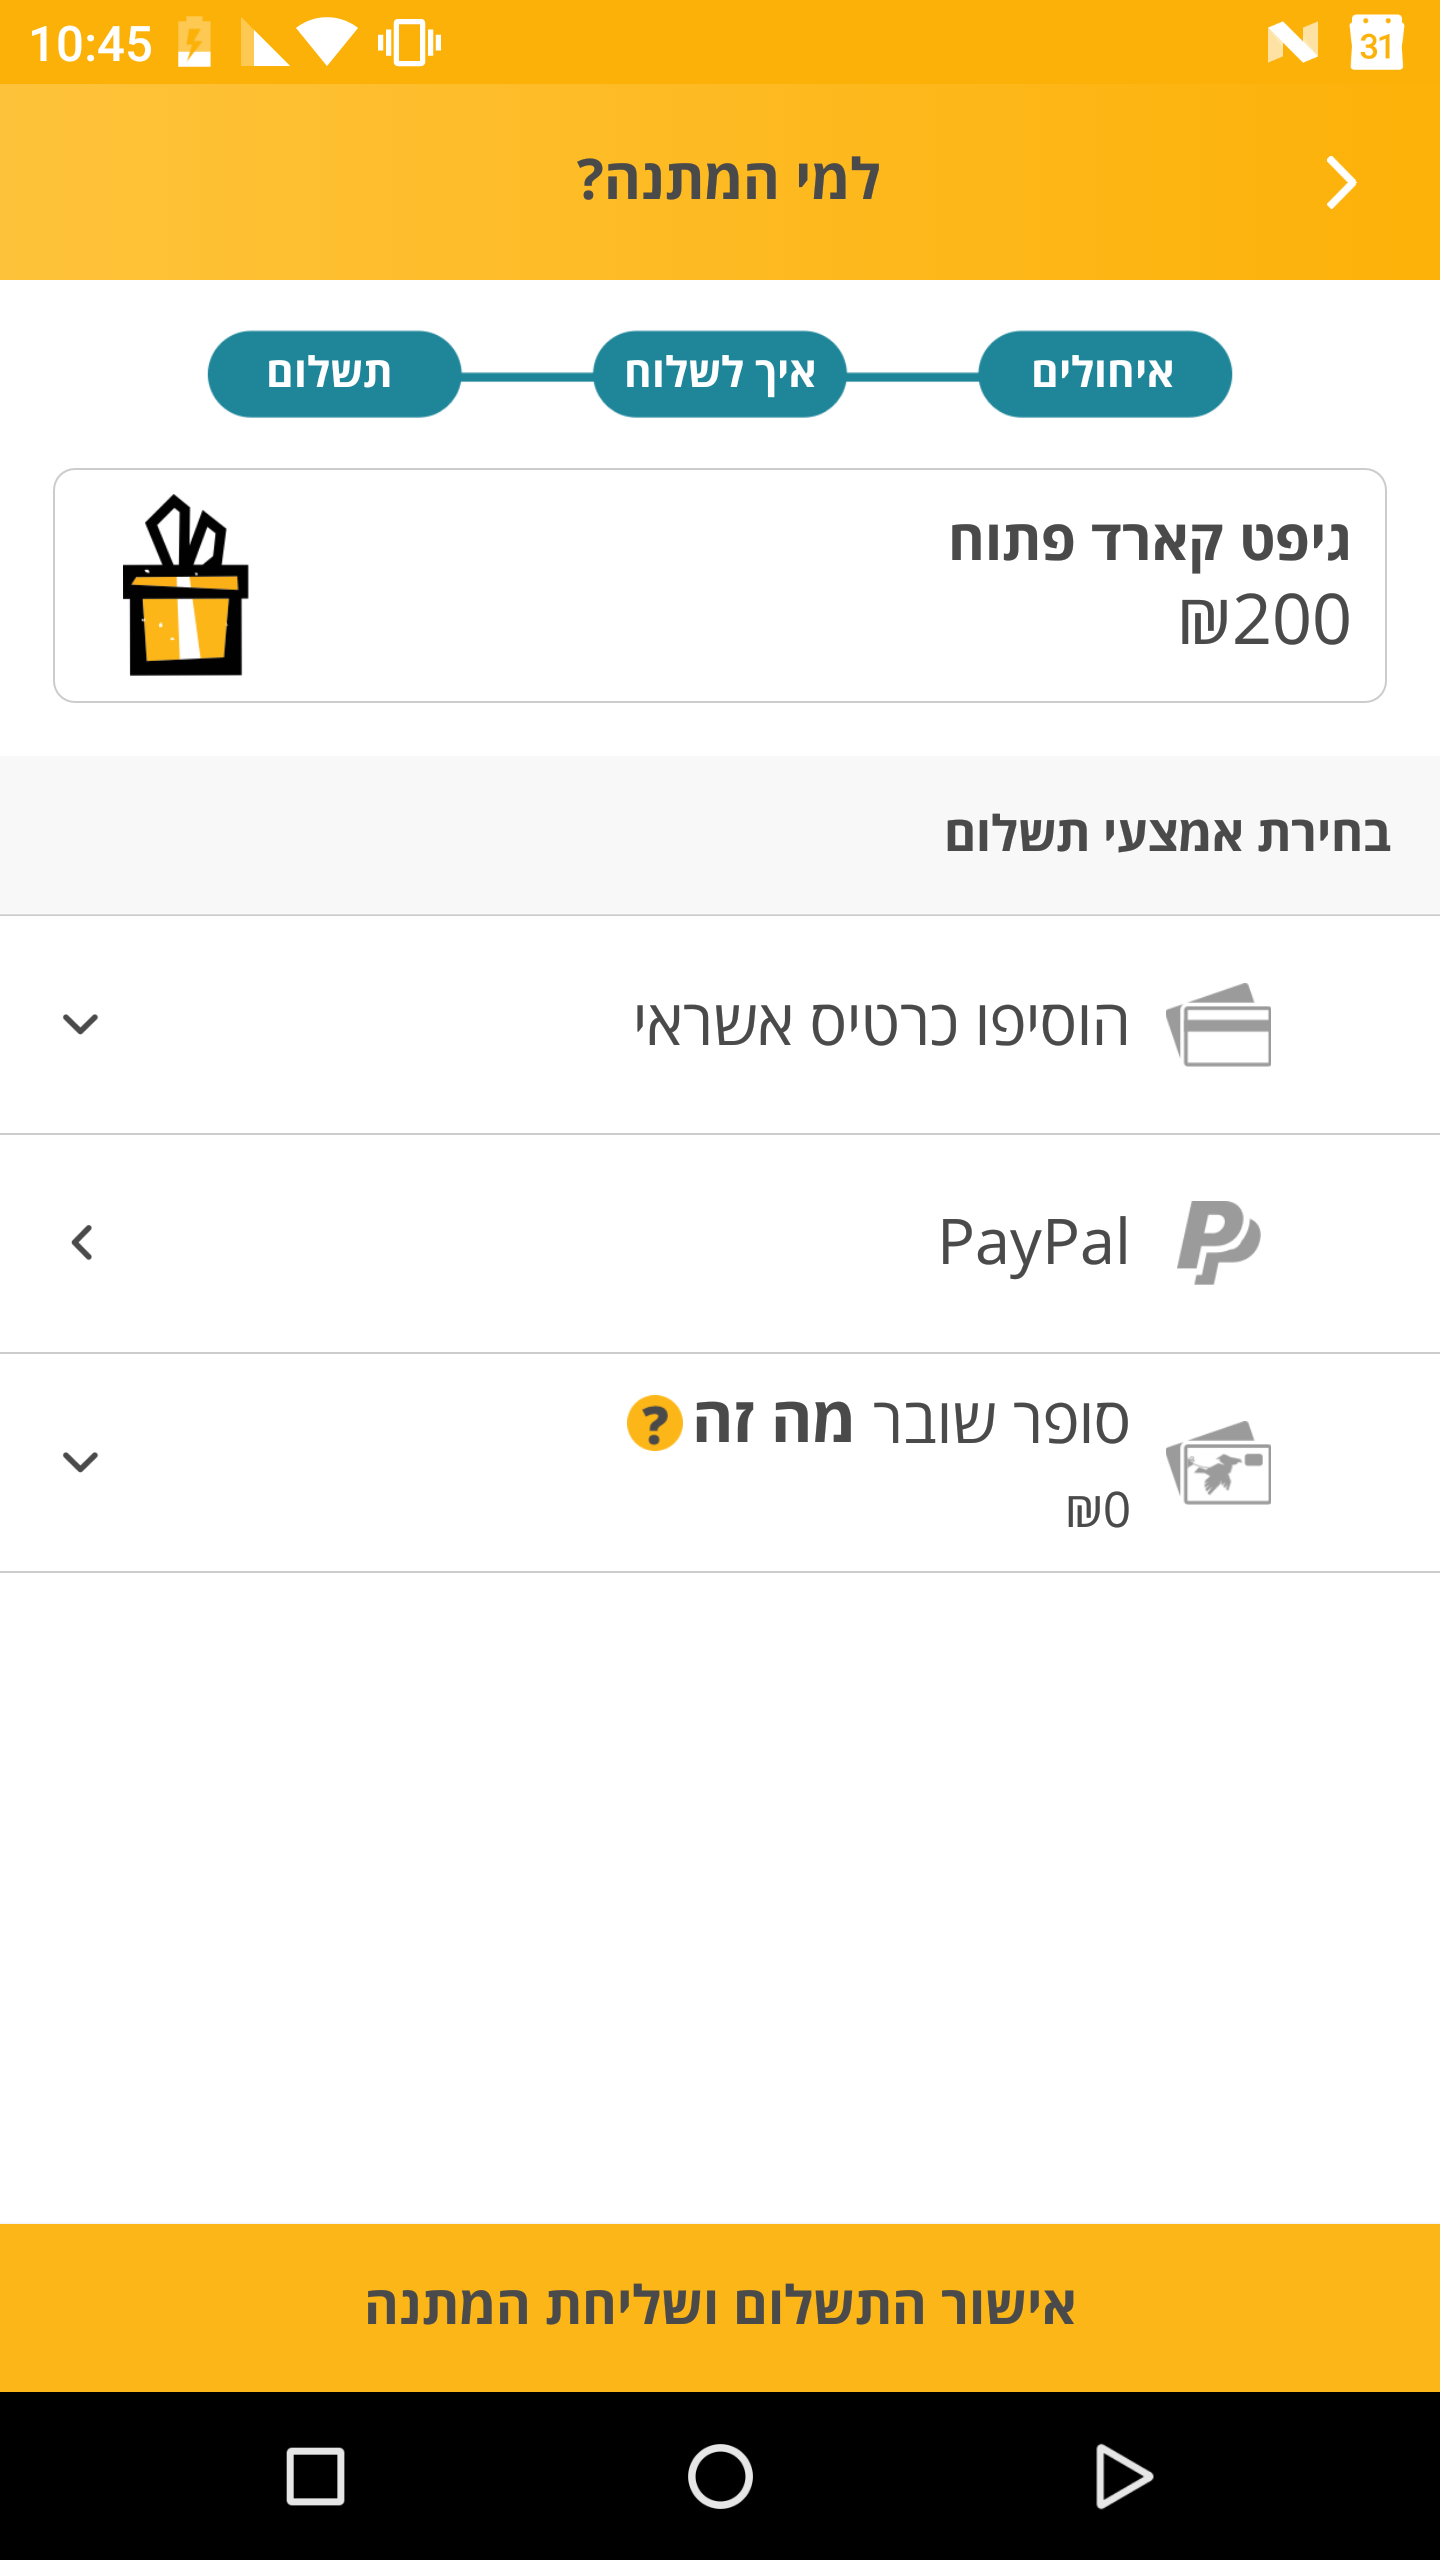 10:45
31
למי המתנה?
איחולים
איך לשלוח
תשלום
גיפט קארד פתוח
₪200
בחירת אמצעי תשלום
הוסיפו כרטיס אשראי
PayPal
סופר שובר מה זה ?
₪0
אישור התשלום ושליחת המתנה